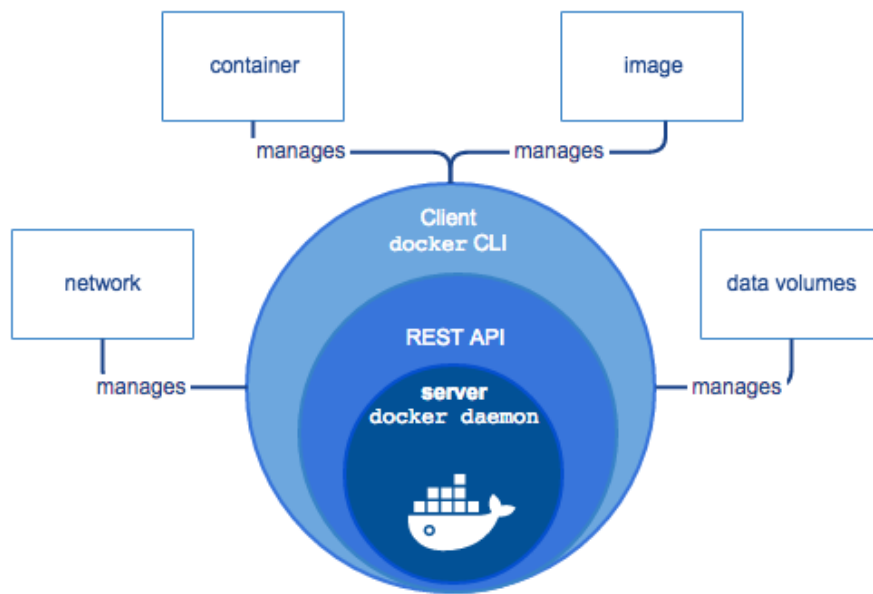 container
image
manages
manages
Client
docker CLI
network
data volumes
REST API
manages
manages
server
docker daemon